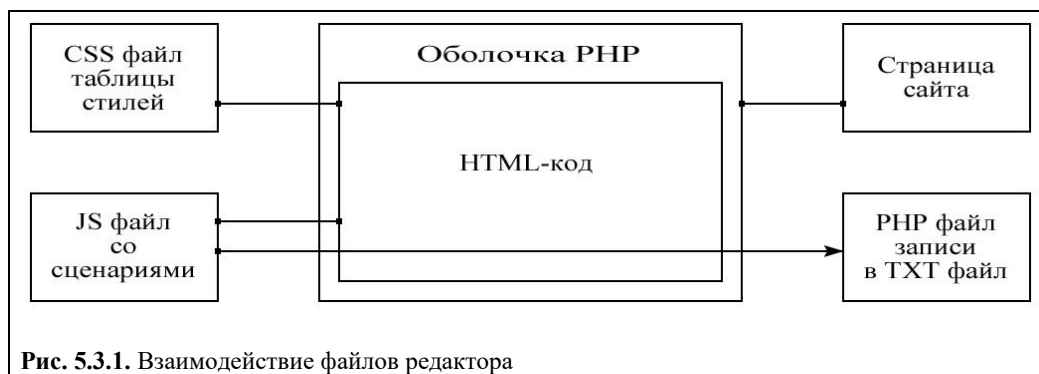 CSS файл
таблицы
стилей
Оболочка PHP
HTML-код
Страница
сайта
JS файл
со
сценариями
PHP файл
записи
в TXT файл
Рис. 5.3.1. Взаимодействие файлов редактора